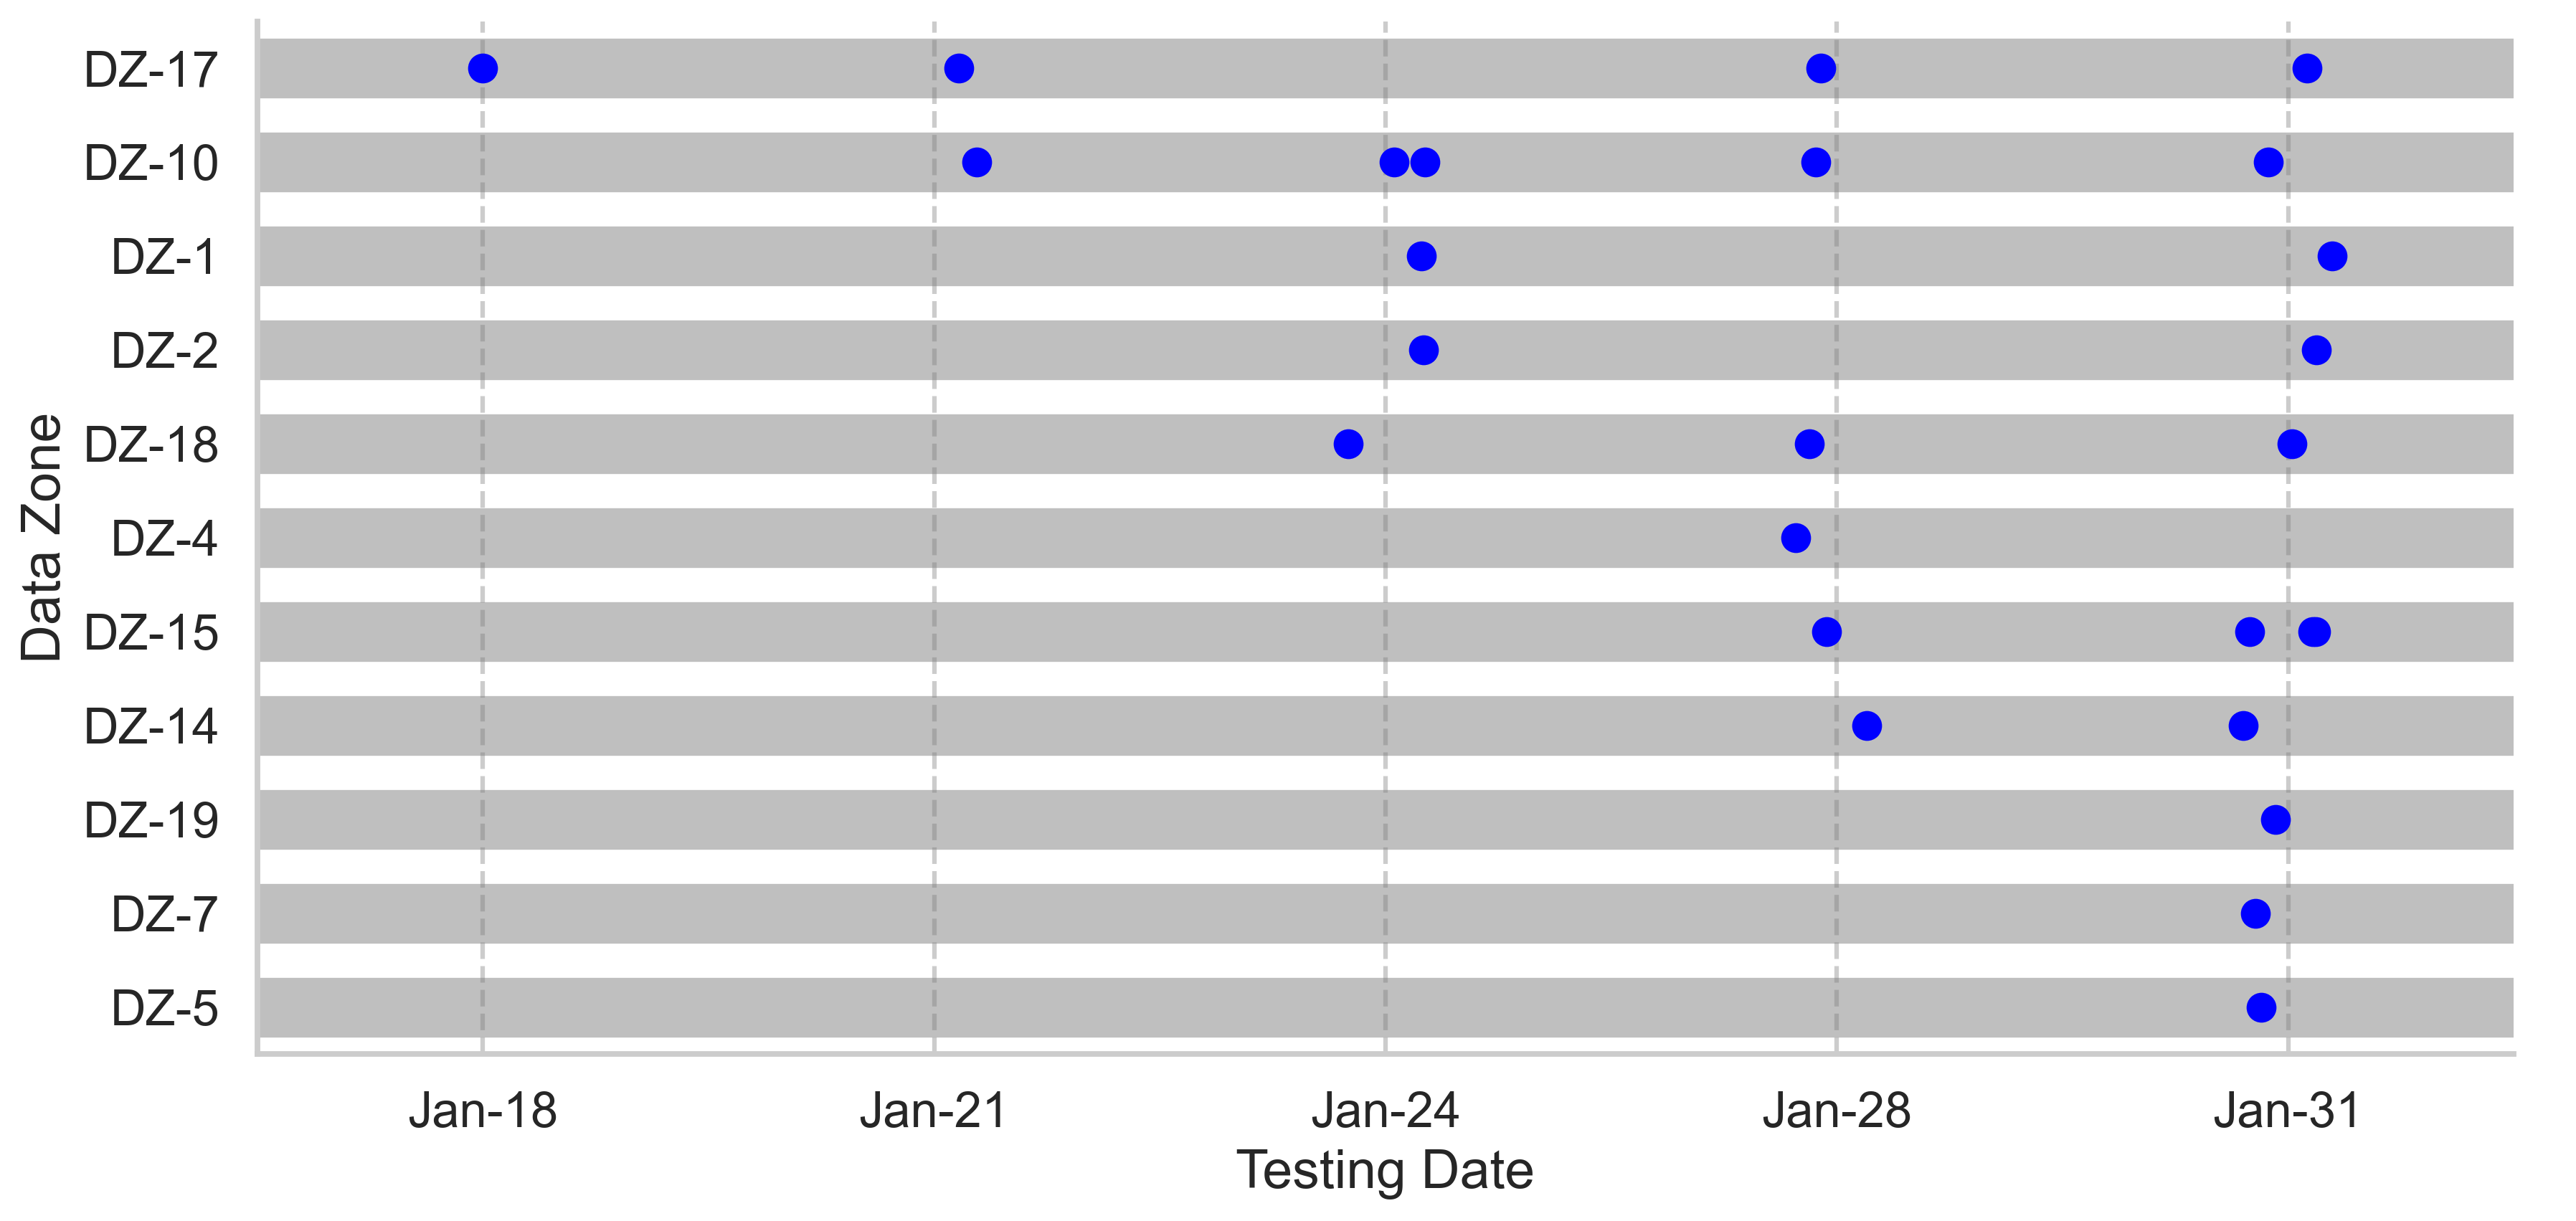 DZ-17
DZ-10
DZ-1
DZ-2
DZ-18
DZ-4
DZ-15
DZ-14
DZ-19
DZ-7
DZ-5
Data Zone
Jan-18 Jan-21 Jan-24 Jan-28 Jan-31
Testing Date